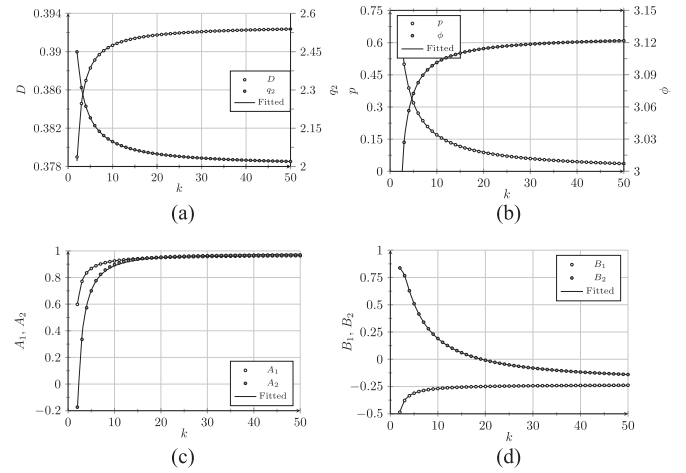 0.394
0.39
0.386
0.382
0.378
D
2.6
2.45
2.3
2.15
2
q2
0 10 20 30 40 50
k
D
q2
Fitted
(a)
0.75
0.6
0.45
0.3
0.15
0
p
3.15
3.12
3.09
3.06
3.03
3
ϕ
0 10 20 30 40 50
k
p
ϕ
Fitted
(b)
1
0.8
0.6
0.4
0.2
0
−0.2
A1, A2
0 10 20 30 40 50
k
A1
A2
Fitted
(c)
1
0.75
0.5
0.25
0
−0.25
−0.5
B1, B2
0 10 20 30 40 50
k
B1
B2
Fitted
(d)